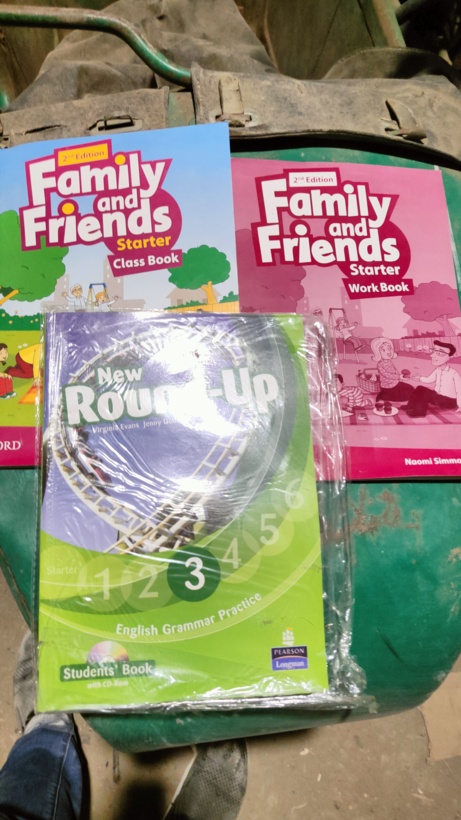 2nd Edition
Family
and
Friends
Starter
Class Book
2nd Edition
Family
and
Friends
Starter
Work Book
Naomi
New
Round-Up
Virginia Evans Jenny
Starter
1 2 3 4 5 6
English Grammar Practice
Students' Book
with CD-Rom
PEARSON
Longman